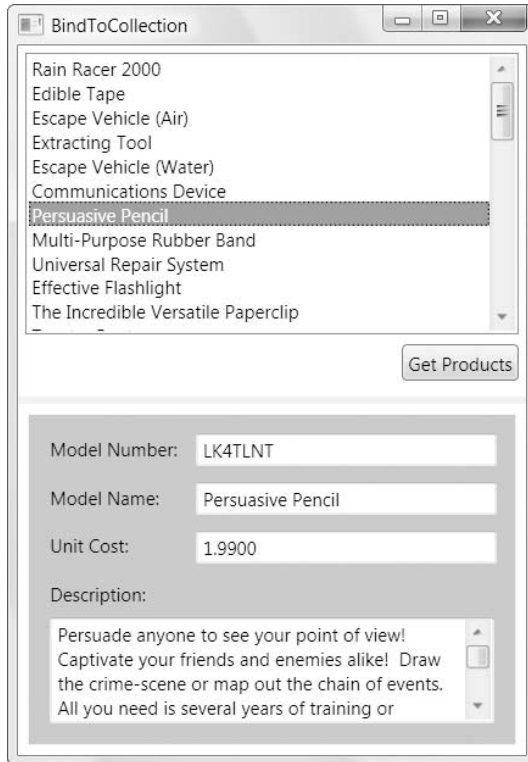 BindToCollection
Rain Racer 2000
Edible Tape
Escape Vehicle (Air)
Extracting Tool
Escape Vehicle (Water)
Communications Device
Persuasive Pencil
Multi-Purpose Rubber Band
Universal Repair System
Effective Flashlight
The Incredible Versatile Paperclip
Get Products
Model Number: LK4TLNT
Model Name: Persuasive Pencil
Unit Cost: 1.9900
Description:
Persuade anyone to see your point of view!
Captivate your friends and enemies alike!  Draw
the crime-scene or map out the chain of events.
All you need is several years of training or